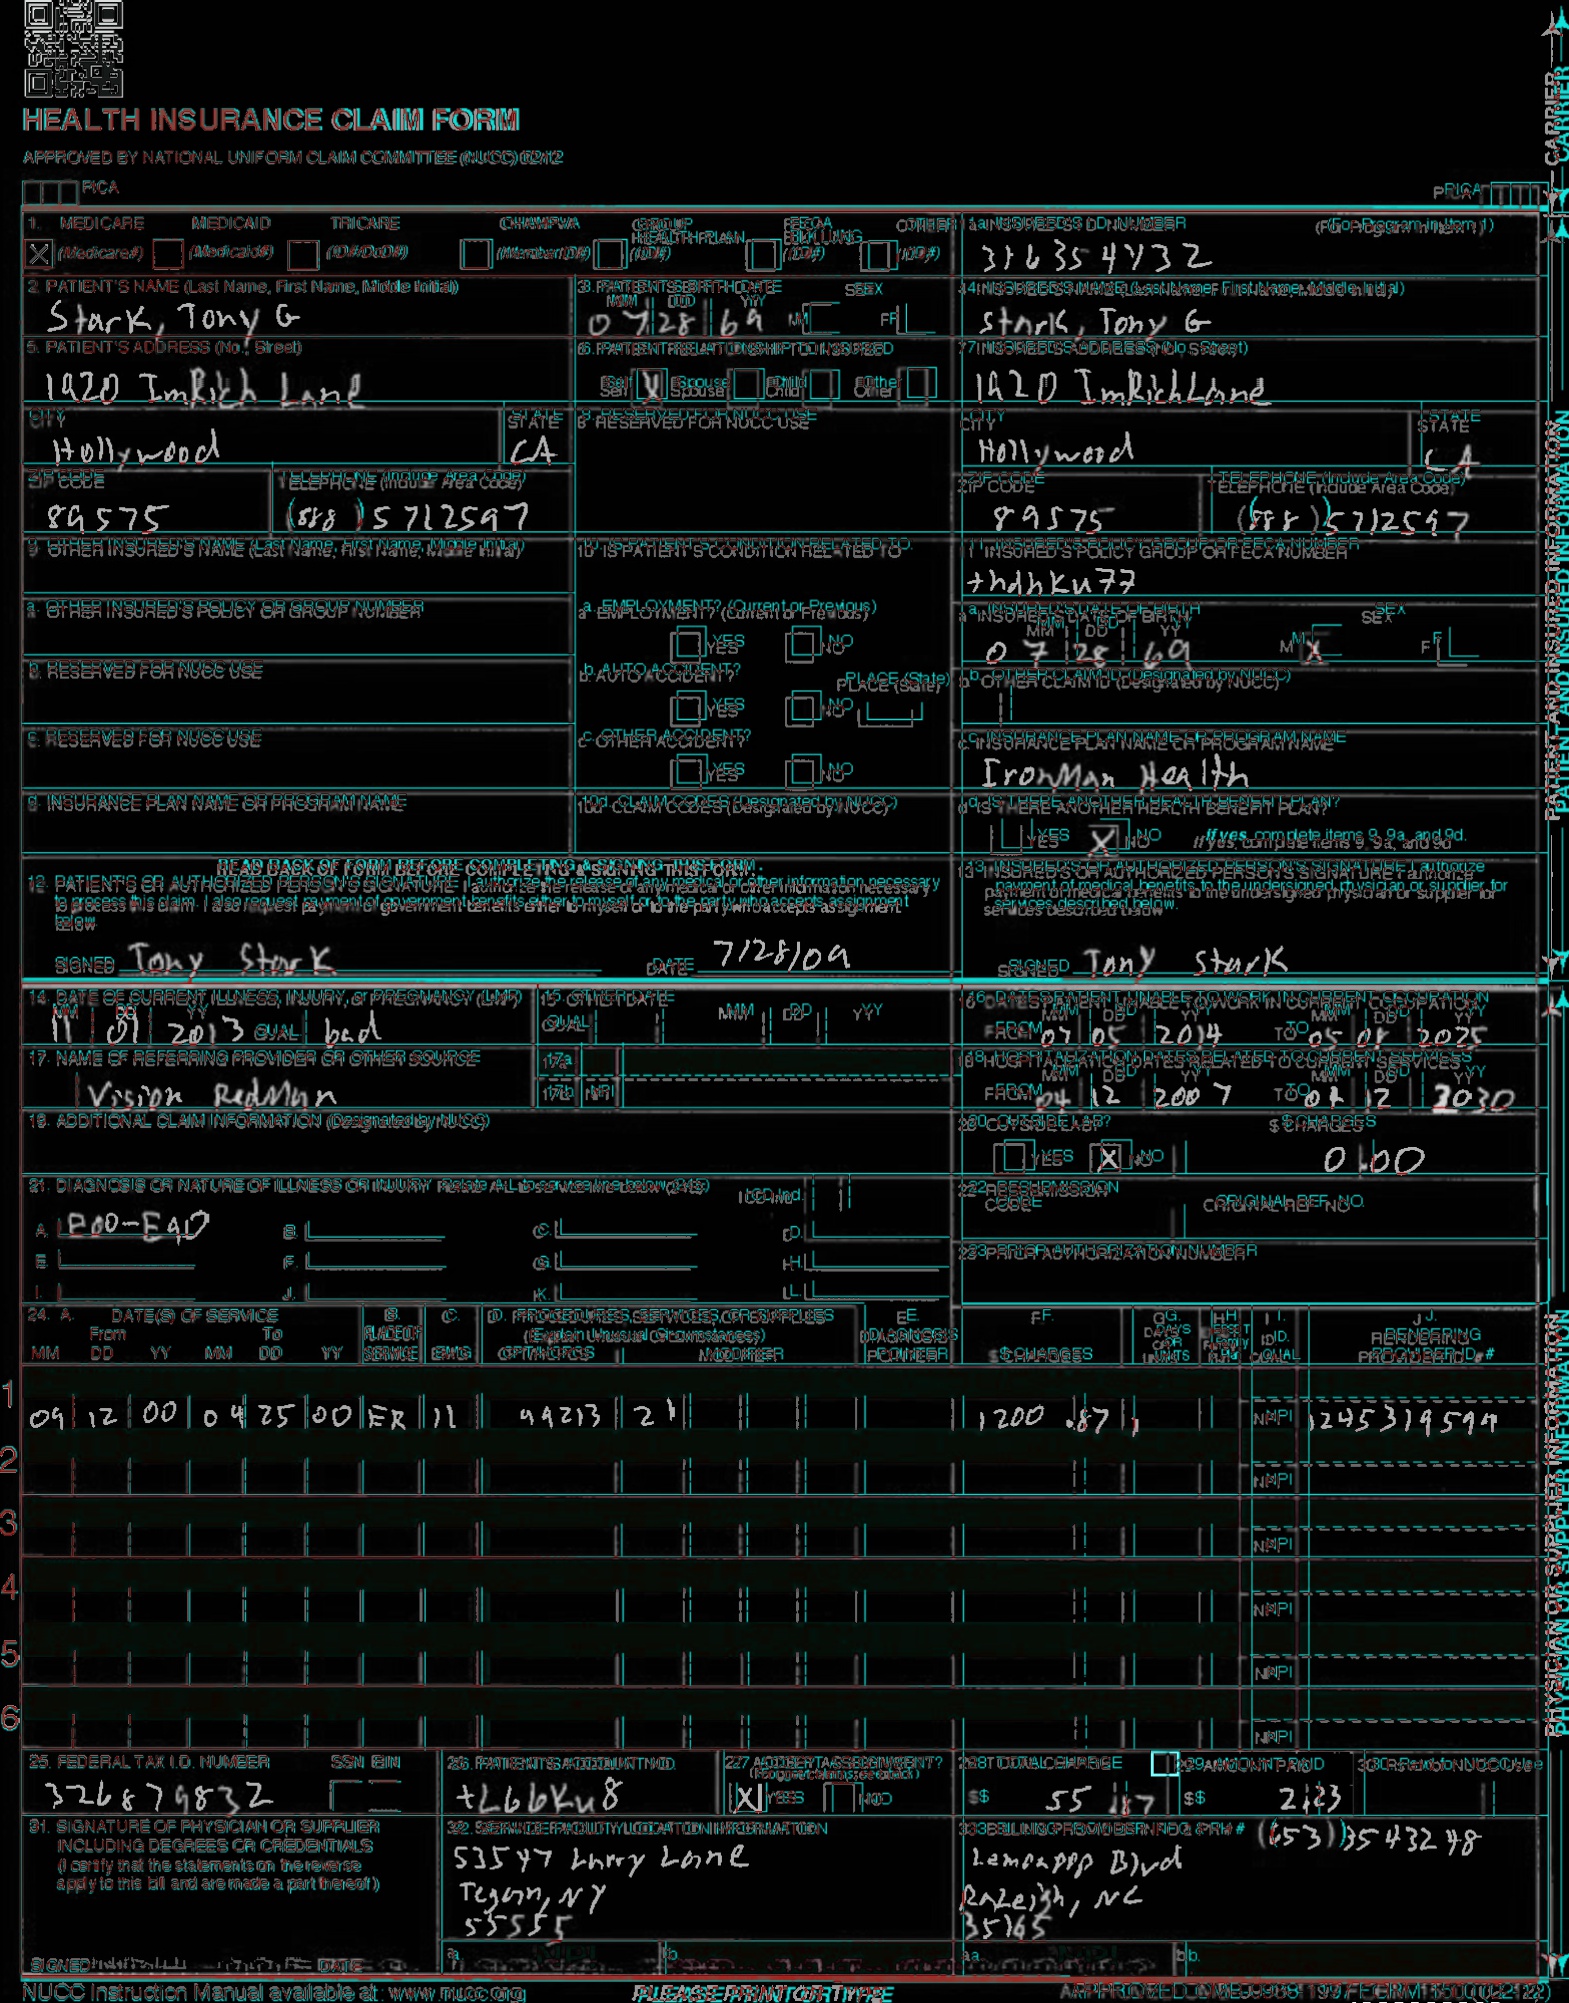 HEALTH INSURANCE CLAIM FORM
APPROVED BY NATIONAL UNIFORM CLAIM COMMITTEE (NUCC) 02/12
PICA
PICA
CARRIER
1. MEDICARE MEDICAID TRICARE CHAMPVA GROUP HEALTH PLAN FECA BLK LUNG OTHER
X (Medicare#) (Medicaid#) (ID#/DoD#) (Member ID#) (ID#) (ID#) (ID#)
1a. INSURED'S I.D. NUMBER (For Program in Item 1)
316354732
2. PATIENT'S NAME (Last Name, First Name, Middle Initial)
Stark, Tony G
3. PATIENT'S BIRTH DATE SEX
MM DD YY
07 28 69 M F
4. INSURED'S NAME (Last Name, First Name, Middle Initial)
Stark, Tony G
5. PATIENT'S ADDRESS (No., Street)
1920 ImRich Lane
6. PATIENT RELATIONSHIP TO INSURED
Self X Spouse Child Other
7. INSURED'S ADDRESS (No., Street)
1920 ImRichLane
CITY STATE
Hollywood CA
8. RESERVED FOR NUCC USE
CITY STATE
Hollywood CA
ZIP CODE TELEPHONE (Include Area Code)
89575 (888) 5712597
ZIP CODE TELEPHONE (Include Area Code)
89575 (888) 5712597
9. OTHER INSURED'S NAME (Last Name, First Name, Middle Initial)
10. IS PATIENT'S CONDITION RELATED TO:
11. INSURED'S POLICY GROUP OR FECA NUMBER
thdhku77
a. OTHER INSURED'S POLICY OR GROUP NUMBER
a. EMPLOYMENT? (Current or Previous)
YES NO
a. INSURED'S DATE OF BIRTH SEX
MM DD YY
07 28 69 M X F
b. RESERVED FOR NUCC USE
b. AUTO ACCIDENT? PLACE (State)
YES NO
b. OTHER CLAIM ID (Designated by NUCC)
c. RESERVED FOR NUCC USE
c. OTHER ACCIDENT?
YES NO
c. INSURANCE PLAN NAME OR PROGRAM NAME
IronMan Health
d. INSURANCE PLAN NAME OR PROGRAM NAME
10d. CLAIM CODES (Designated by NUCC)
d. IS THERE ANOTHER HEALTH BENEFIT PLAN?
YES X NO If yes, complete items 9, 9a, and 9d.
PATIENT AND INSURED INFORMATION
READ BACK OF FORM BEFORE COMPLETING & SIGNING THIS FORM.
12. PATIENT'S OR AUTHORIZED PERSON'S SIGNATURE I authorize the release of any medical or other information necessary
to process this claim. I also request payment of government benefits either to myself or to the party who accepts assignment
below.
SIGNED Tony Stark DATE 7/28/09
13. INSURED'S OR AUTHORIZED PERSON'S SIGNATURE I authorize
payment of medical benefits to the undersigned physician or supplier for
services described below.
SIGNED Tony Stark
14. DATE OF CURRENT ILLNESS, INJURY, or PREGNANCY (LMP)
MM DD YY
11 01 2013 QUAL bad
15. OTHER DATE
QUAL MM DD YY
16. DATES PATIENT UNABLE TO WORK IN CURRENT OCCUPATION
MM DD YY MM DD YY
FROM 07 05 2014 TO 05 08 2025
17. NAME OF REFERRING PROVIDER OR OTHER SOURCE
Vision RedMan
17a.
17b. NPI
18. HOSPITALIZATION DATES RELATED TO CURRENT SERVICES
MM DD YY MM DD YY
FROM 04 12 2007 TO 12 2030
19. ADDITIONAL CLAIM INFORMATION (Designated by NUCC)
20. OUTSIDE LAB? $ CHARGES
YES X NO 0.00
21. DIAGNOSIS OR NATURE OF ILLNESS OR INJURY Relate A-L to service line below (24E) ICD Ind.
A. E00-E90 B. C. D.
E. F. G. H.
I. J. K. L.
22. RESUBMISSION CODE ORIGINAL REF. NO.
23. PRIOR AUTHORIZATION NUMBER
24. A. DATE(S) OF SERVICE B. C. D. PROCEDURES, SERVICES, OR SUPPLIES E. F. G. H. I. J.
From To PLACE OF (Explain Unusual Circumstances) DIAGNOSIS DAYS OR UNITS ID. RENDERING
MM DD YY MM DD YY SERVICE EMG CPT/HCPCS MODIFIER POINTER $ CHARGES QUAL. PROVIDER ID. #
1
09 12 00 04 25 00 ER 11 99213 21 1200 .87 1 NPI 1245319594
2
NPI
3
NPI
4
NPI
5
NPI
6
NPI
PHYSICIAN OR SUPPLIER INFORMATION
25. FEDERAL TAX I.D. NUMBER SSN EIN
326879832
26. PATIENT'S ACCOUNT NO.
tL66Ku8
27. ACCEPT ASSIGNMENT?
X YES NO
28. TOTAL CHARGE
$ 55 .87
29. AMOUNT PAID
$ 2123
30. Rsvd for NUCC Use
31. SIGNATURE OF PHYSICIAN OR SUPPLIER
INCLUDING DEGREES OR CREDENTIALS
(I certify that the statements on the reverse
apply to this bill and are made a part thereof.)
SIGNED DATE
32. SERVICE FACILITY LOCATION INFORMATION
53547 Larry Lane
NY
55555
a. b.
33. BILLING PROVIDER INFO & PH # (653) 3543248
Lemonpop Blvd
Raleigh, NC
35765
a. b.
NUCC Instruction Manual available at: www.nucc.org
PLEASE PRINT OR TYPE